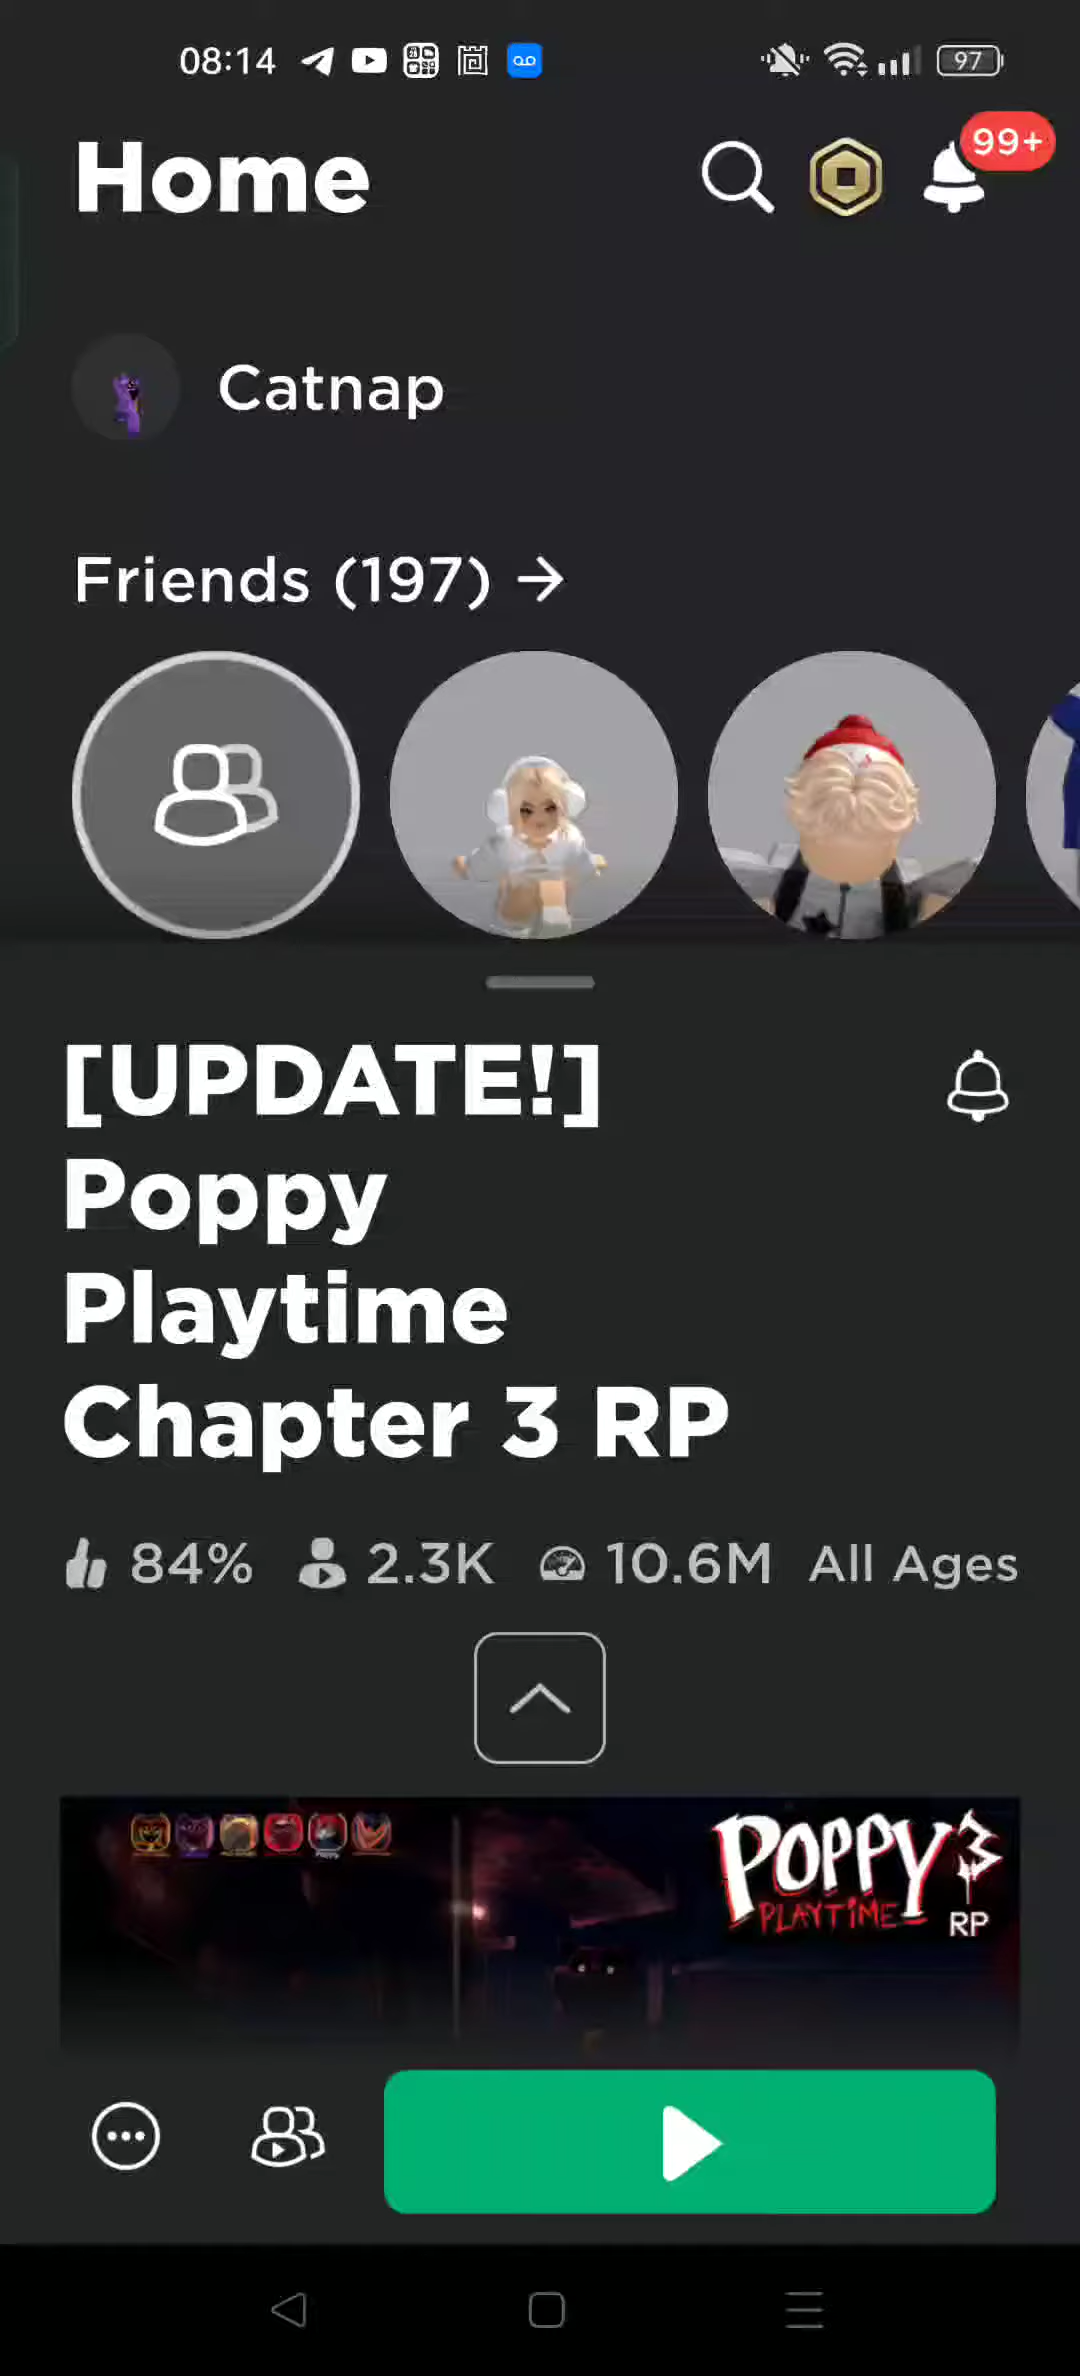 08:14
97
Home
99+
Catnap
Friends (197) →
[UPDATE!]
Poppy
Playtime
Chapter 3 RP
84% 2.3K 10.6M All Ages
POPPY 3
PLAYTIME
RP